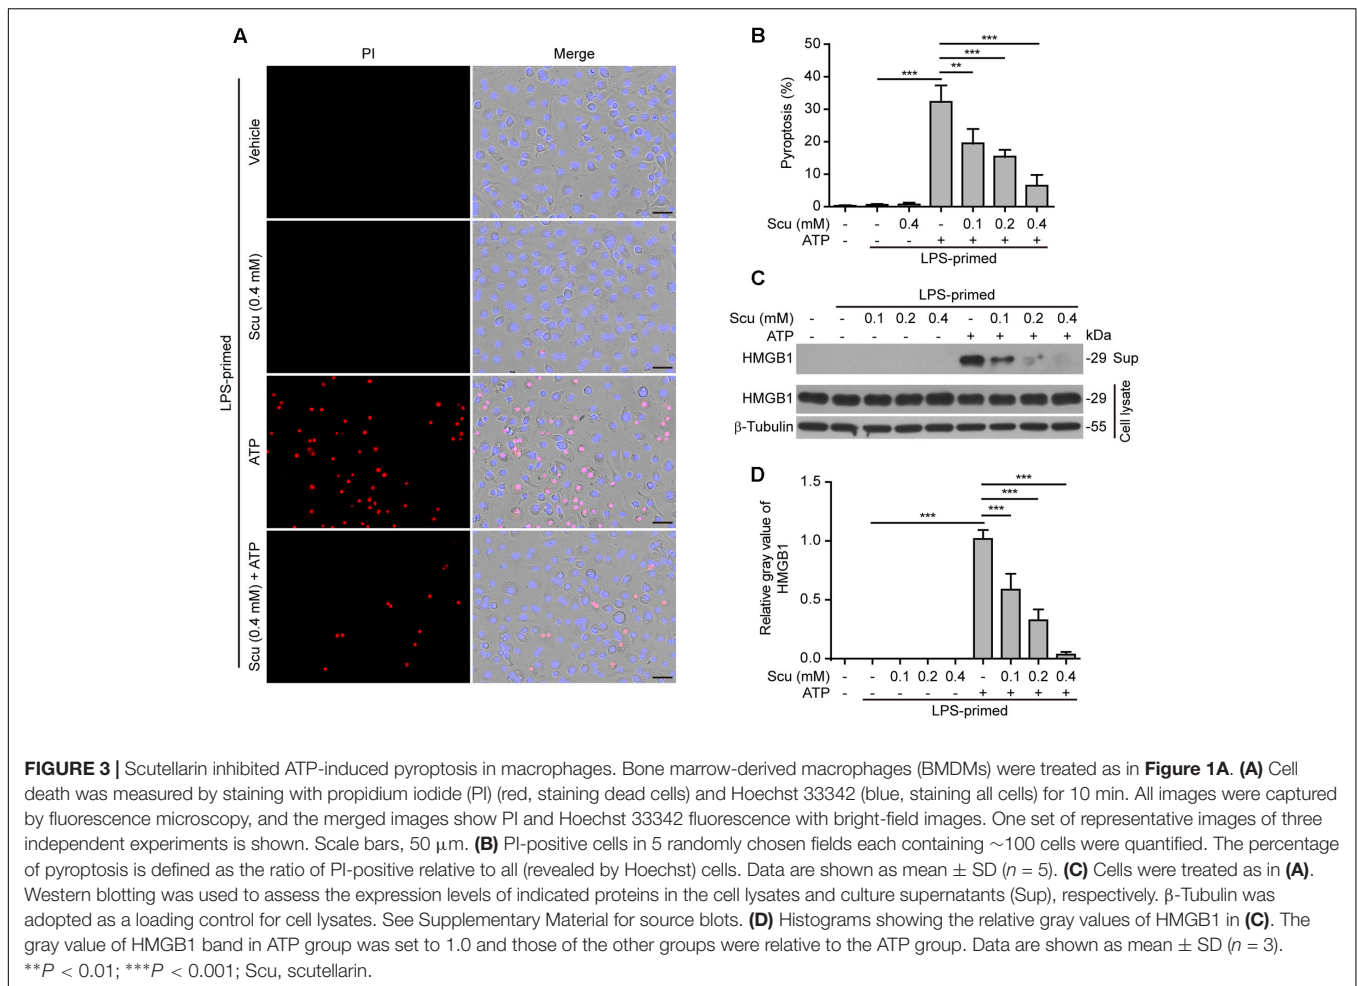 A
PI
Merge
LPS-primed
Vehicle
Scu (0.4 mM)
ATP
Scu (0.4 mM) + ATP
B
Pyroptosis (%)
50
40
30
20
10
0
***
**
***
***
Scu (mM) - - 0.4 - 0.1 0.2 0.4
ATP - - - + + + +
LPS-primed
C
LPS-primed
Scu (mM) - - 0.1 0.2 0.4 - 0.1 0.2 0.4
ATP - - - - - + + + + kDa
HMGB1 -29 Sup
HMGB1 -29
β-Tubulin -55
Cell lysate
D
Relative gray value of
HMGB1
1.5
1.0
0.5
0.0
***
***
***
***
Scu (mM) - - 0.1 0.2 0.4 - 0.1 0.2 0.4
ATP - - - - - + + + +
LPS-primed
FIGURE 3 | Scutellarin inhibited ATP-induced pyroptosis in macrophages. Bone marrow-derived macrophages (BMDMs) were treated as in Figure 1A. (A) Cell
death was measured by staining with propidium iodide (PI) (red, staining dead cells) and Hoechst 33342 (blue, staining all cells) for 10 min. All images were captured
by fluorescence microscopy, and the merged images show PI and Hoechst 33342 fluorescence with bright-field images. One set of representative images of three
independent experiments is shown. Scale bars, 50 μm. (B) PI-positive cells in 5 randomly chosen fields each containing ~100 cells were quantified. The percentage
of pyroptosis is defined as the ratio of PI-positive relative to all (revealed by Hoechst) cells. Data are shown as mean ± SD (n = 5). (C) Cells were treated as in (A).
Western blotting was used to assess the expression levels of indicated proteins in the cell lysates and culture supernatants (Sup), respectively. β-Tubulin was
adopted as a loading control for cell lysates. See Supplementary Material for source blots. (D) Histograms showing the relative gray values of HMGB1 in (C). The
gray value of HMGB1 band in ATP group was set to 1.0 and those of the other groups were relative to the ATP group. Data are shown as mean ± SD (n = 3).
**P < 0.01; ***P < 0.001; Scu, scutellarin.